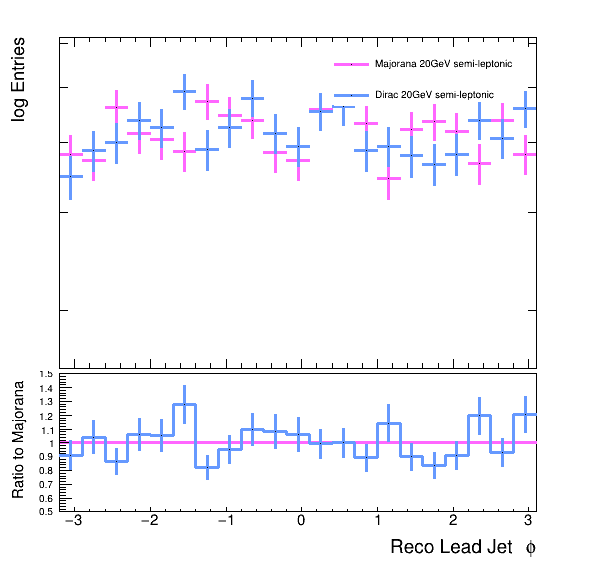 log Entries
Majorana 20GeV semi-leptonic
Dirac 20GeV semi-leptonic
Ratio to Majorana
1.5
1.4
1.3
1.2
1.1
1
0.9
0.8
0.7
0.6
0.5
−3 −2 −1 0 1 2 3
Reco Lead Jet ϕ